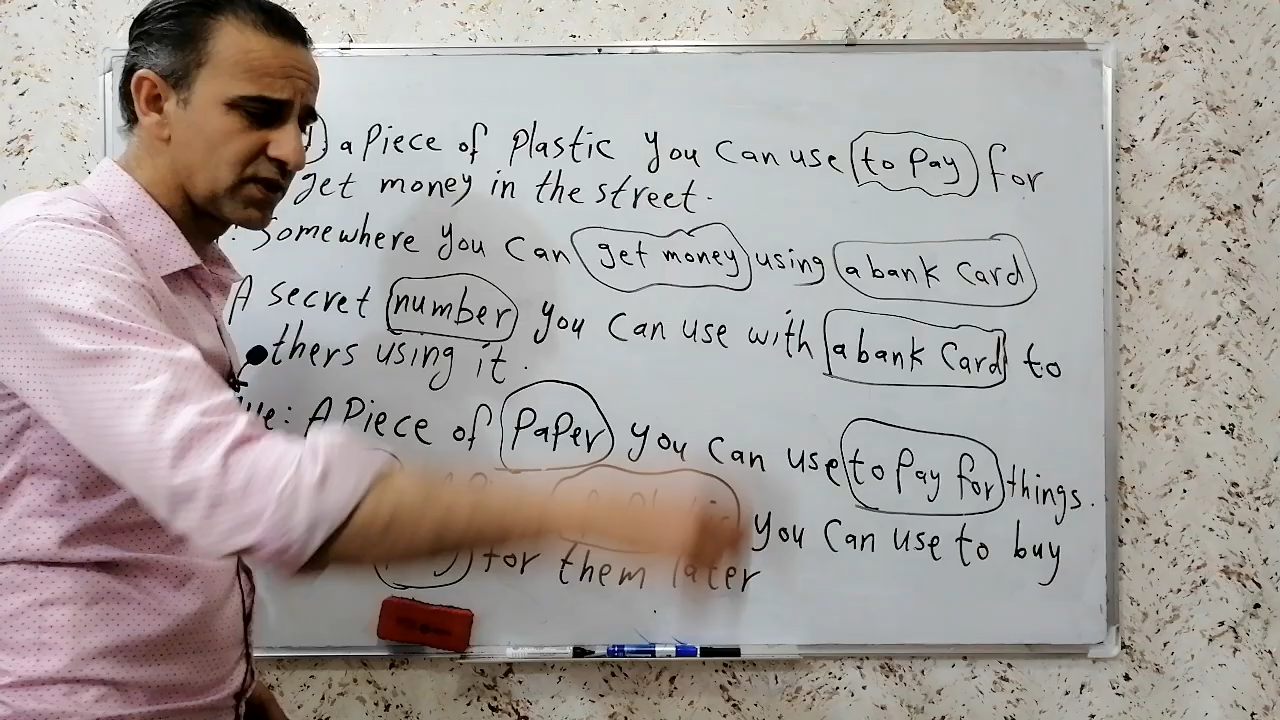 ) a piece of plastic you can use to pay for
get money in the street.
Somewhere you can get money using a bank card
A secret number you can use with a bank card to
others using it.
A Piece of Paper you can use to pay for things.
you can use to buy
for them later